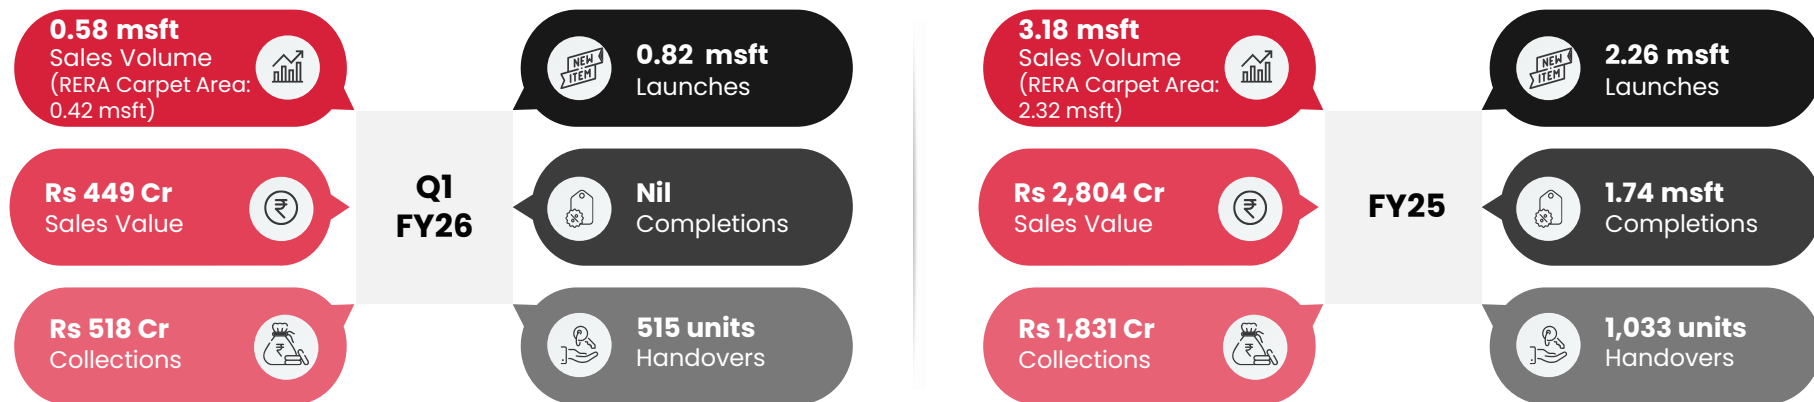 0.58 msft
Sales Volume
(RERA Carpet Area:
0.42 msft)
Rs 449 Cr
Sales Value
Rs 518 Cr
Collections
Q1
FY26
NEW
ITEM
0.82 msft
Launches
Nil
Completions
515 units
Handovers
3.18 msft
Sales Volume
(RERA Carpet Area:
2.32 msft)
Rs 2,804 Cr
Sales Value
₹
Rs 1,831 Cr
Collections
₹
FY25
NEW
ITEM
2.26 msft
Launches
1.74 msft
Completions
1,033 units
Handovers